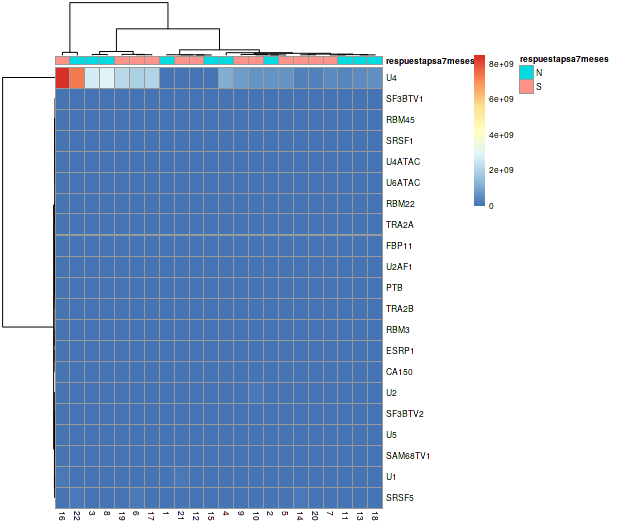 respuestapsa7meses
U4
SF3BTV1
RBM45
SRSF1
U4ATAC
U6ATAC
RBM22
TRA2A
FBP11
U2AF1
PTB
TRA2B
RBM3
ESRP1
CA150
U2
SF3BTV2
U5
SAM68TV1
U1
SRSF5
16 22 3 8 19 6 17 1 21 12 15 4 9 10 2 5 14 20 7 11 13 18
8e+09
6e+09
4e+09
2e+09
0
respuestapsa7meses
N
S